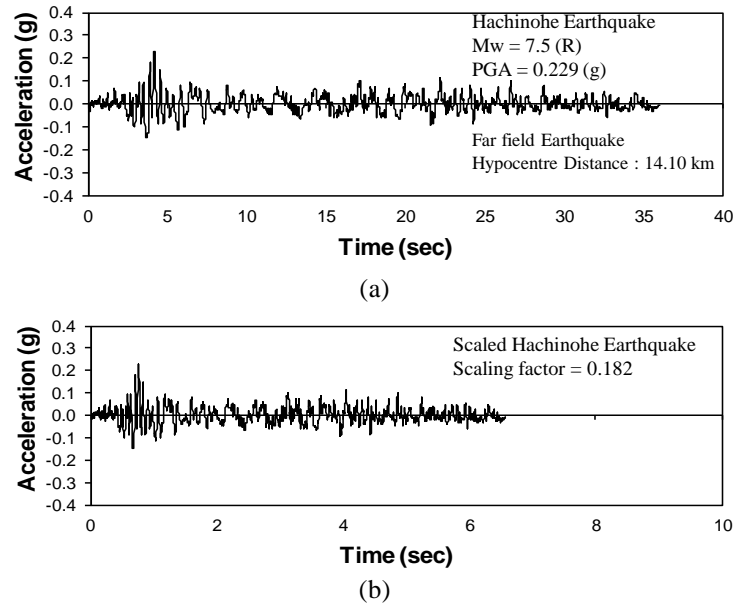 0.4
0.3
0.2
0.1
0.0
-0.1
-0.2
-0.3
-0.4
Acceleration (g)
Hachinohe Earthquake
Mw = 7.5 (R)
PGA = 0.229 (g)
Far field Earthquake
Hypocentre Distance : 14.10 km
0 5 10 15 20 25 30 35 40
Time (sec)
(a)
0.4
0.3
0.2
0.1
0.0
-0.1
-0.2
-0.3
-0.4
Acceleration (g)
Scaled Hachinohe Earthquake
Scaling factor = 0.182
0 2 4 6 8 10
Time (sec)
(b)